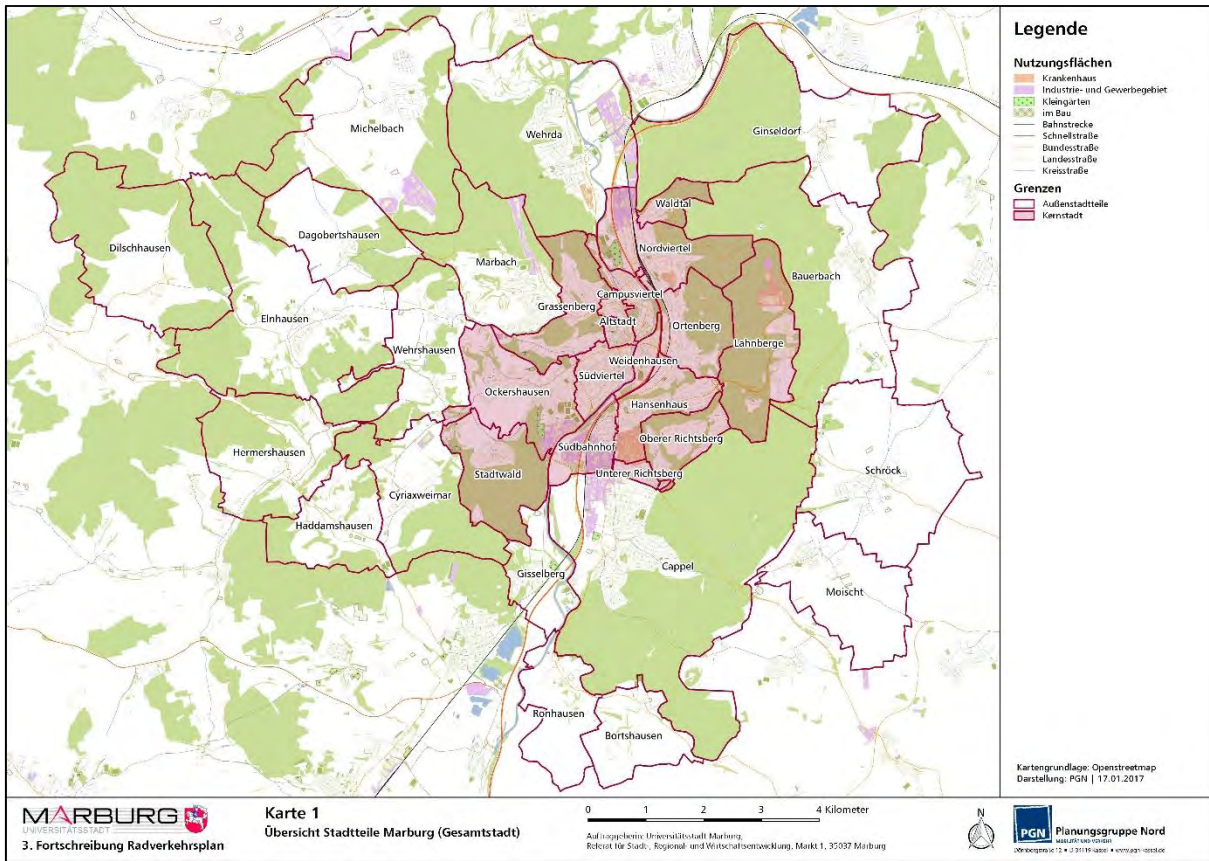 Legende
Nutzungsflächen
Krankenhaus
Industrie- und Gewerbegebiet
Kleingarten
im Bau
Bahnstrecke
Schnellstraße
Bundesstraße
Landesstraße
Kreisstraße
Grenzen
Außenstadtteile
Kernstadt
Michelbach
Wehrda
Ginseldorf
Waldtal
Dilschhausen
Dagobertshausen
Nordviertel
Marbach
Bauerbach
Campusviertel
Grassenberg
Elnhausen
Altstadt
Ortenberg
Lahnberge
Wehrshausen
Weidenhausen
Südviertel
Ockershausen
Hansenhaus
Oberer Richtsberg
Südbahnhof
Hermershausen
Stadtwald
Unterer Richtsberg
Schröck
Cyriaxweimar
Haddamshausen
Gisselberg
Cappel
Moischt
Ronhausen
Bortshausen
Kartengrundlage: Openstreetmap
Darstellung: PGN | 17.01.2017
MARBURG
UNIVERSITÄTSSTADT
3. Fortschreibung Radverkehrsplan
Karte 1
Übersicht Stadtteile Marburg (Gesamtstadt)
0 1 2 3 4 Kilometer
Auftrageberin: Universitätsstadt Marburg,
Referat für Stadt-, Regional- und Wirtschaftsentwicklung, Markt 1, 35037 Marburg
N
PGN
Planungsgruppe Nord
MOBILITÄT UND VERKEHR